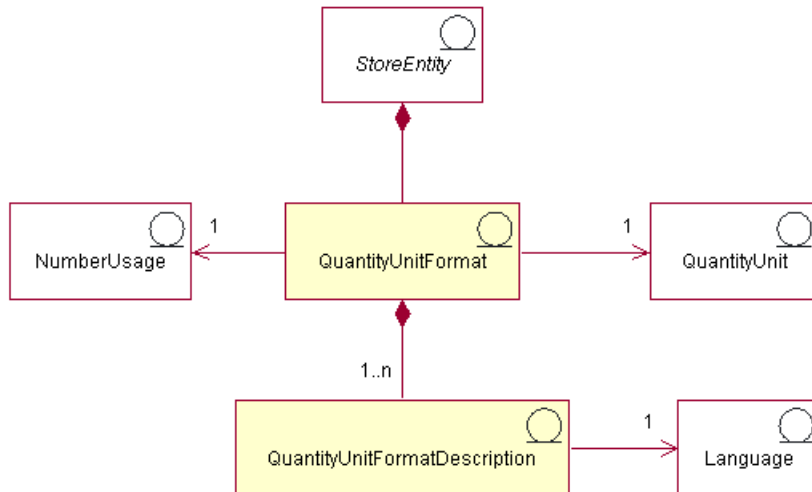 StoreEntity
1
1
NumberUsage
QuantityUnitFormat
QuantityUnit
1..n
1
QuantityUnitFormatDescription
Language